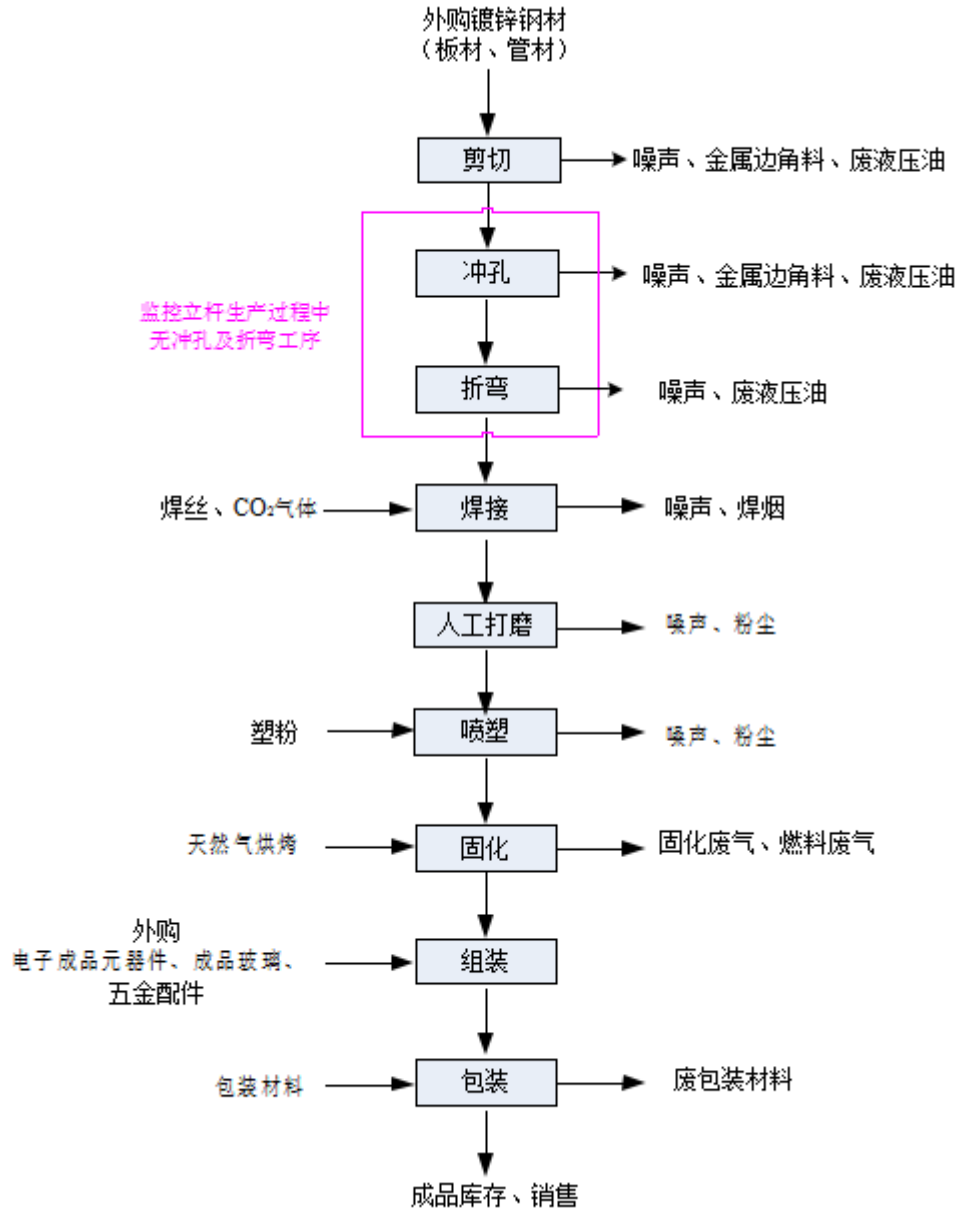 外购镀锌钢材
（板材、管材）
剪切
噪声、金属边角料、废液压油
冲孔
噪声、金属边角料、废液压油
监控立杆生产过程中
无冲孔及折弯工序
折弯
噪声、废液压油
焊丝、CO₂气体
焊接
噪声、焊烟
人工打磨
噪声、粉尘
塑粉
喷塑
噪声、粉尘
天然气烘烤
固化
固化废气、燃料废气
外购
电子成品元器件、成品玻璃、
五金配件
组装
包装材料
包装
废包装材料
成品库存、销售